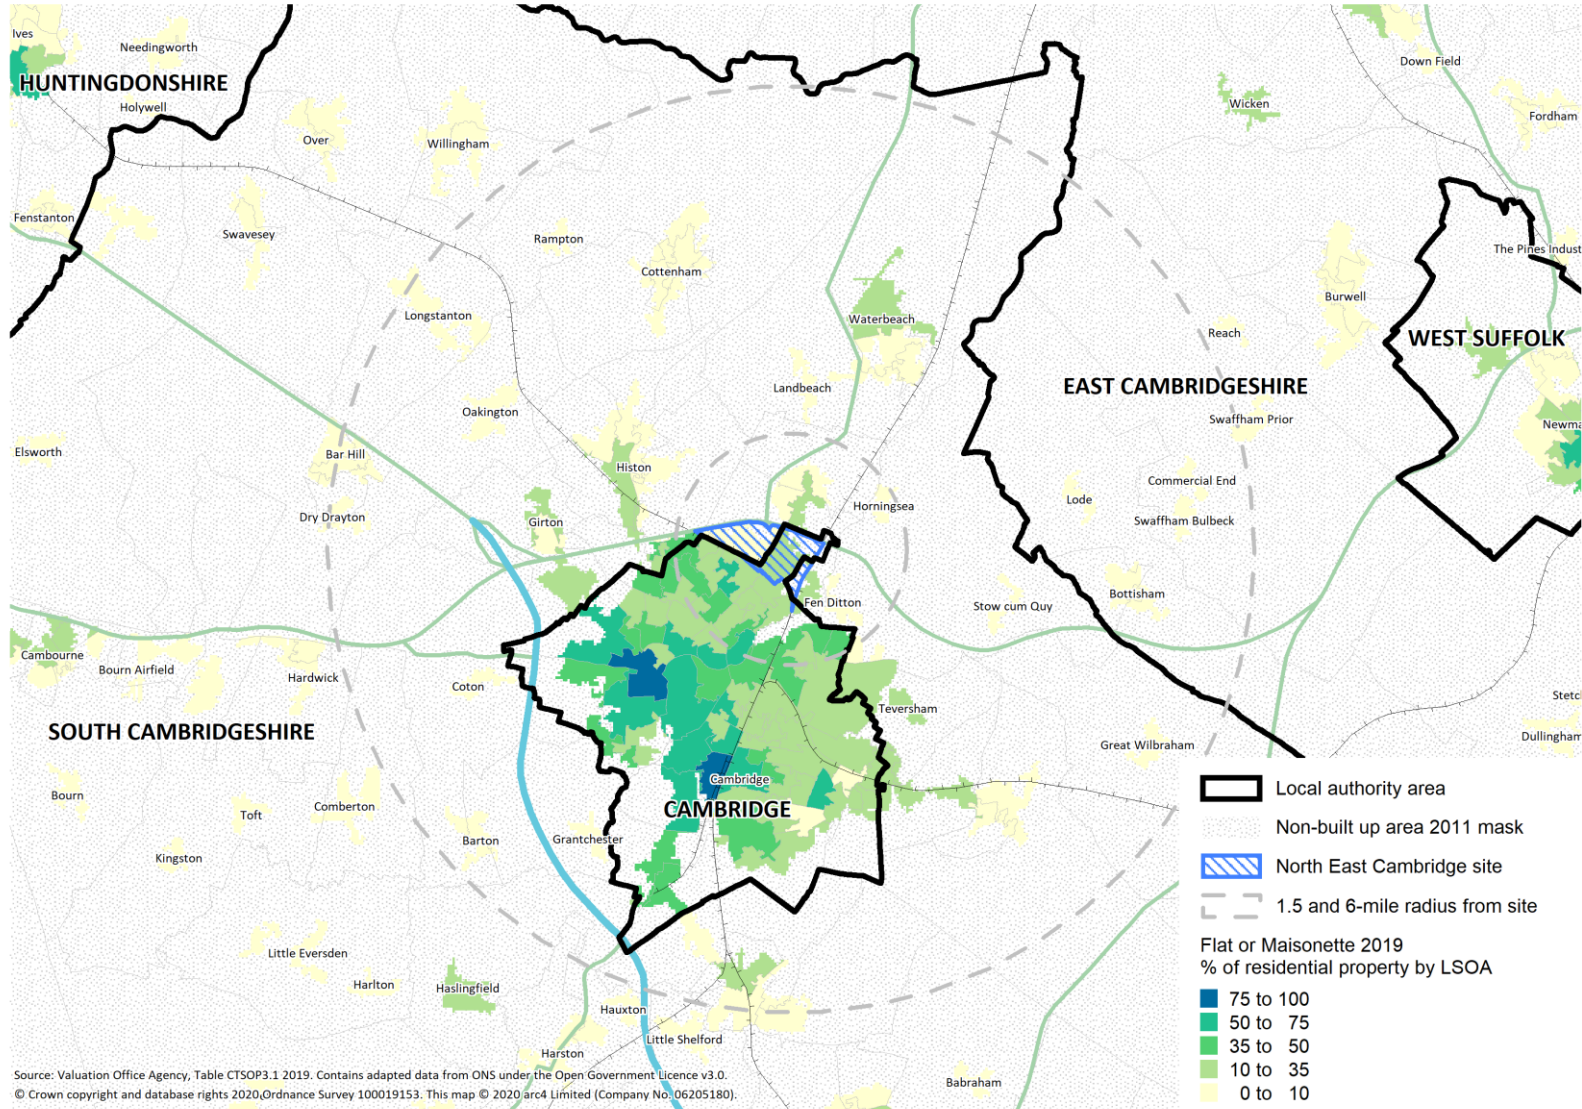 Ives
Needingworth
HUNTINGDONSHIRE
Holywell
Over
Willingham
Down Field
Wicken
Fordham
Fenstanton
Swavesey
Rampton
Cottenham
The Pines Indust
Longstanton
Waterbeach
Burwell
Reach
WEST SUFFOLK
Landbeach
EAST CAMBRIDGESHIRE
Oakington
Swaffham Prior
Newma
Elsworth
Bar Hill
Histon
Commercial End
Lode
Horningsea
Dry Drayton
Girton
Swaffham Bulbeck
Bottisham
Fen Ditton
Stow cum Quy
Cambourne
Bourn Airfield
Hardwick
Coton
Stetc
Teversham
SOUTH CAMBRIDGESHIRE
Great Wilbraham
Dullingham
Cambridge
CAMBRIDGE
Bourn
Toft
Comberton
Barton
Grantchester
Kingston
Little Eversden
Harlton
Haslingfield
Hauxton
Little Shelford
Harston
Babraham
Local authority area
Non-built up area 2011 mask
North East Cambridge site
1.5 and 6-mile radius from site
Flat or Maisonette 2019
% of residential property by LSOA
75 to 100
50 to 75
35 to 50
10 to 35
0 to 10
Source: Valuation Office Agency, Table CTSOP3.1 2019. Contains adapted data from ONS under the Open Government Licence v3.0.
© Crown copyright and database rights 2020 Ordnance Survey 100019153. This map © 2020 arc4 Limited (Company No. 06205180).